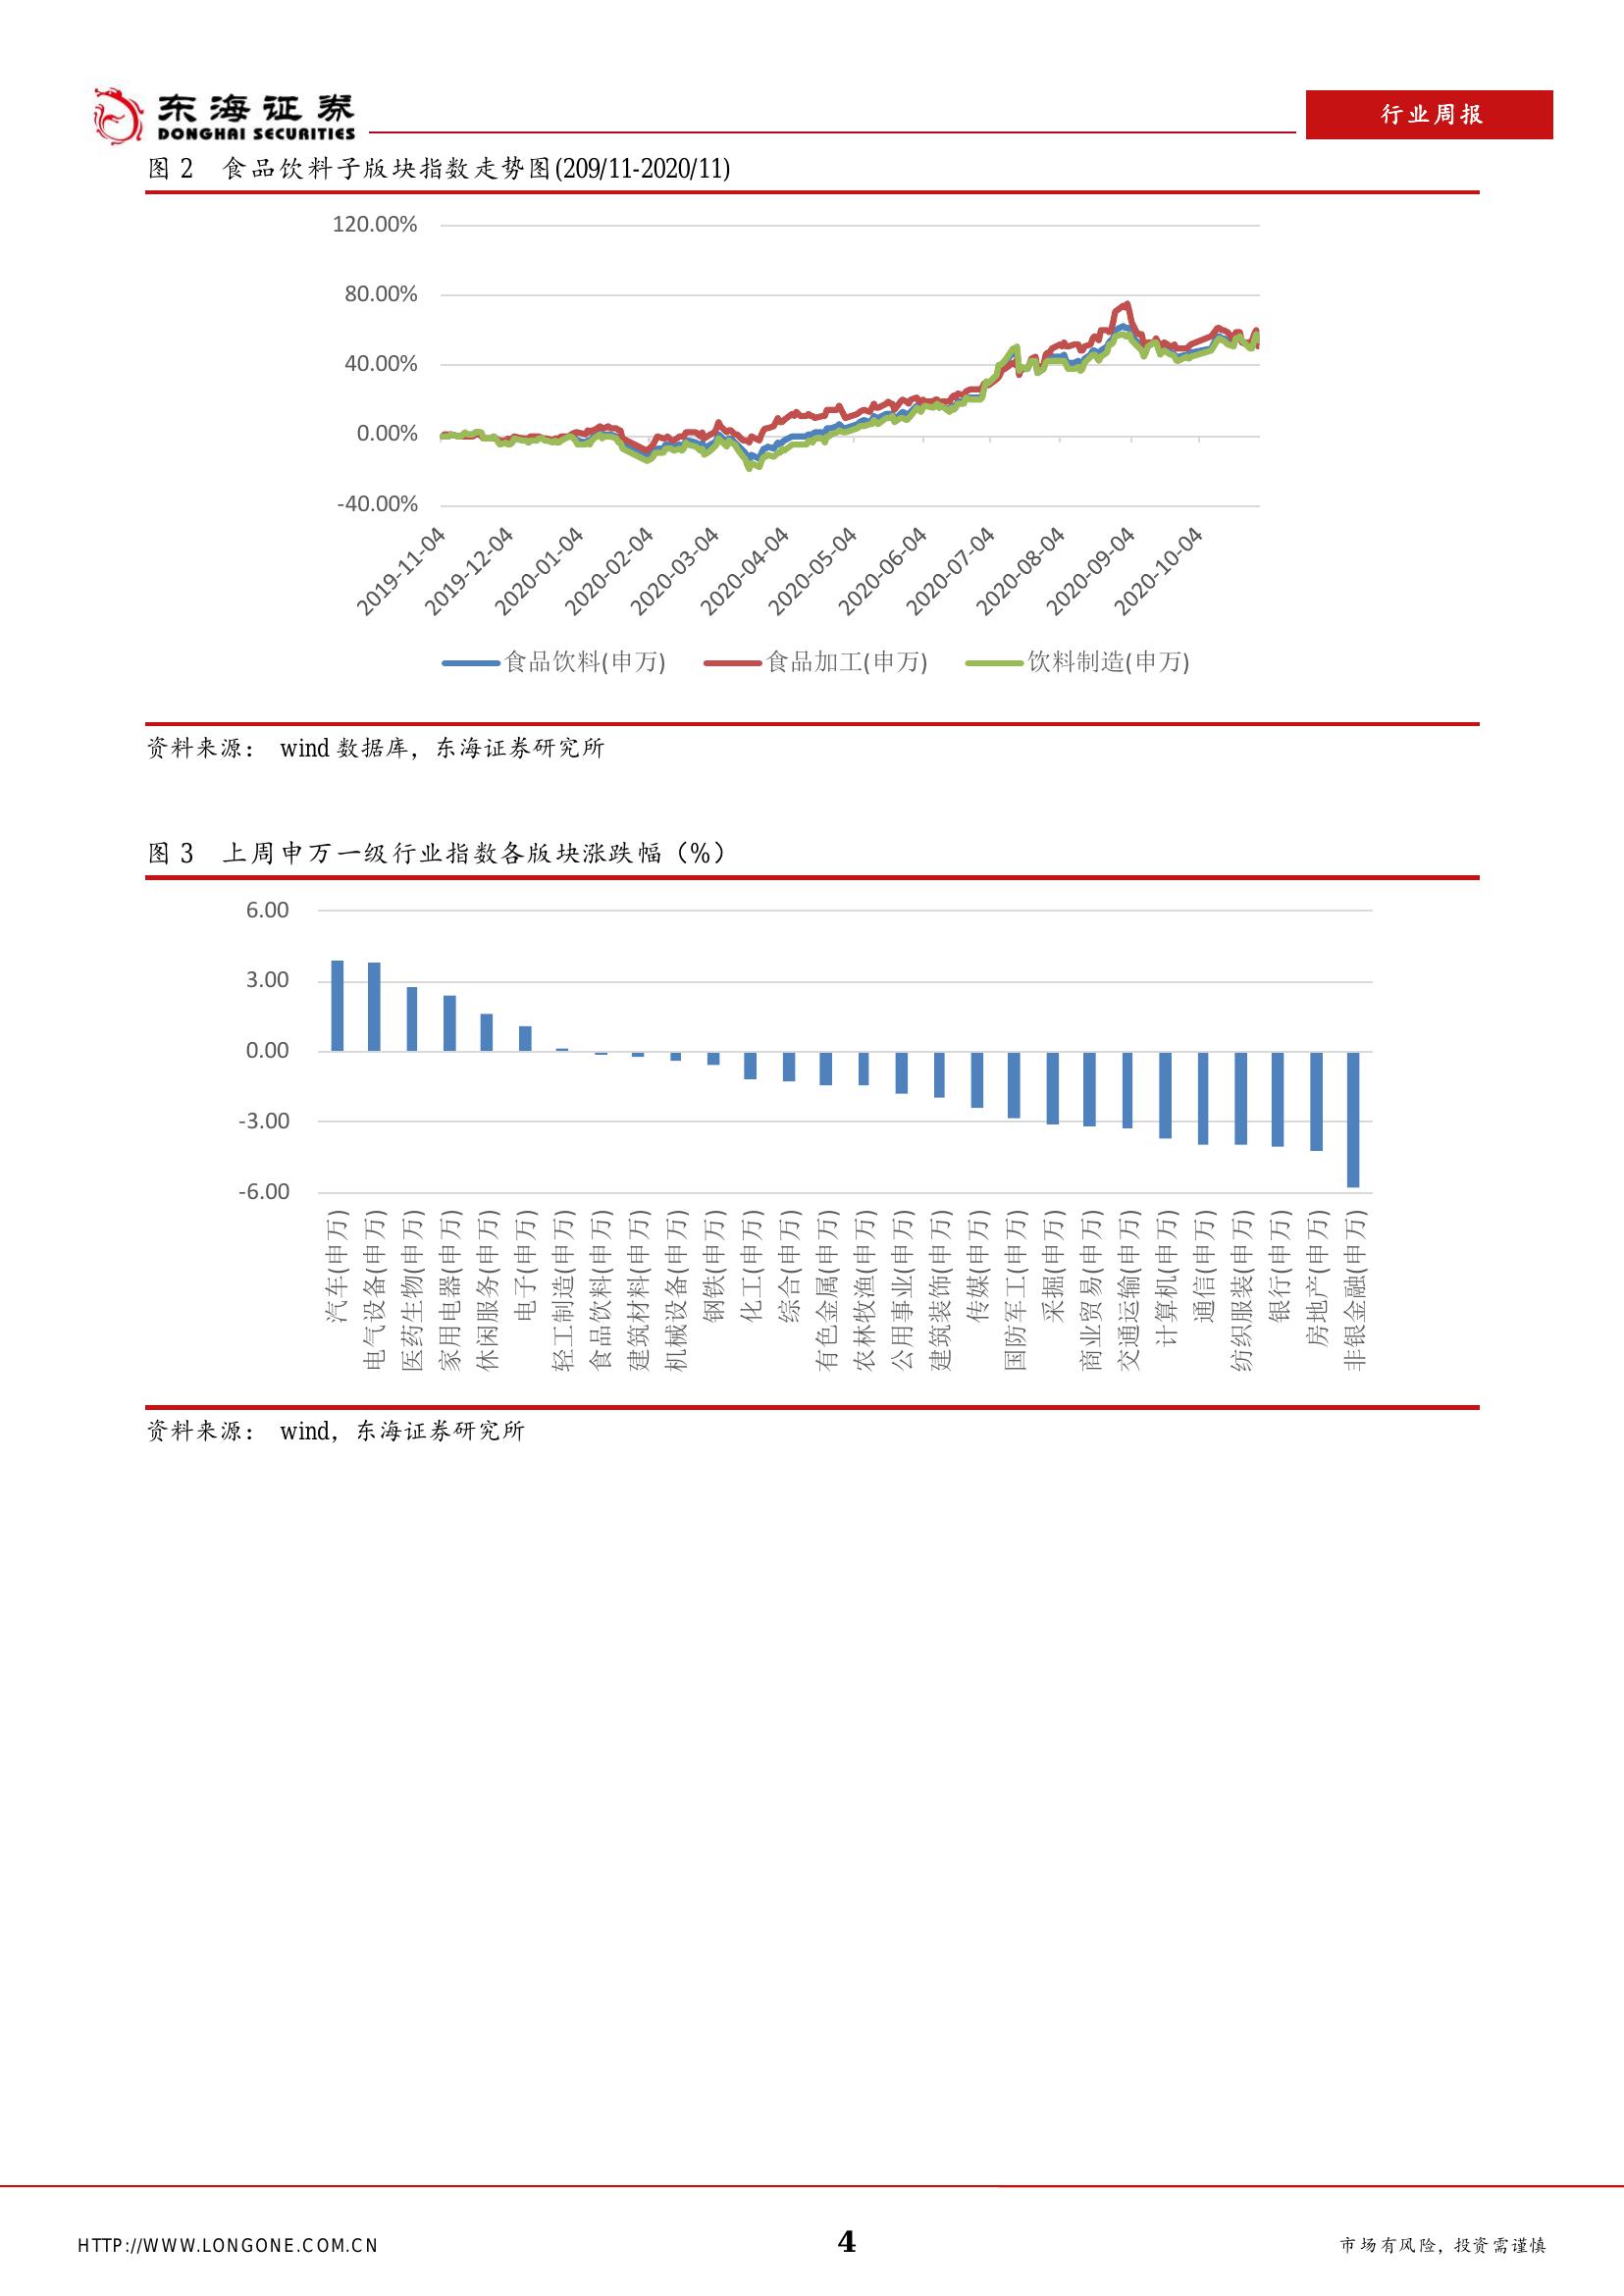 东海证券
DONGHAI SECURITIES
行业周报
图 2 食品饮料子版块指数走势图(209/11-2020/11)
120.00%
80.00%
40.00%
0.00%
-40.00%
2019-11-04
2019-12-04
2020-01-04
2020-02-04
2020-03-04
2020-04-04
2020-05-04
2020-06-04
2020-07-04
2020-08-04
2020-09-04
2020-10-04
食品饮料(申万) 食品加工(申万) 饮料制造(申万)
资料来源： wind 数据库，东海证券研究所
图 3 上周申万一级行业指数各版块涨跌幅（%）
6.00
3.00
0.00
-3.00
-6.00
汽车(申万)
电气设备(申万)
医药生物(申万)
家用电器(申万)
休闲服务(申万)
电子(申万)
轻工制造(申万)
食品饮料(申万)
建筑材料(申万)
机械设备(申万)
钢铁(申万)
化工(申万)
综合(申万)
有色金属(申万)
农林牧渔(申万)
公用事业(申万)
建筑装饰(申万)
传媒(申万)
国防军工(申万)
采掘(申万)
商业贸易(申万)
交通运输(申万)
计算机(申万)
通信(申万)
纺织服装(申万)
银行(申万)
房地产(申万)
非银金融(申万)
资料来源： wind，东海证券研究所
HTTP://WWW.LONGONE.COM.CN
4
市场有风险，投资需谨慎